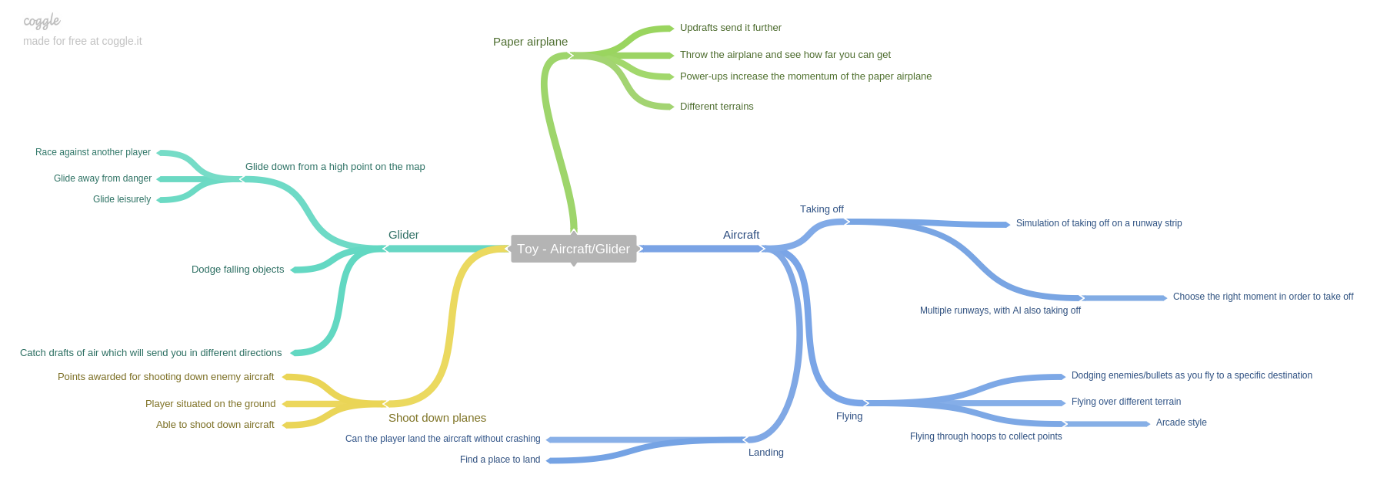 coggle
made for free at coggle.it
Paper airplane
Updrafts send it further
Throw the airplane and see how far you can get
Power-ups increase the momentum of the paper airplane
Different terrains
Race against another player
Glide down from a high point on the map
Glide away from danger
Glide leisurely
Glider
Dodge falling objects
Catch drafts of air which will send you in different directions
Toy - Aircraft/Glider
Aircraft
Taking off
Simulation of taking off on a runway strip
Multiple runways, with AI also taking off
Choose the right moment in order to take off
Points awarded for shooting down enemy aircraft
Player situated on the ground
Able to shoot down aircraft
Shoot down planes
Flying
Dodging enemies/bullets as you fly to a specific destination
Flying over different terrain
Flying through hoops to collect points
Arcade style
Can the player land the aircraft without crashing
Find a place to land
Landing